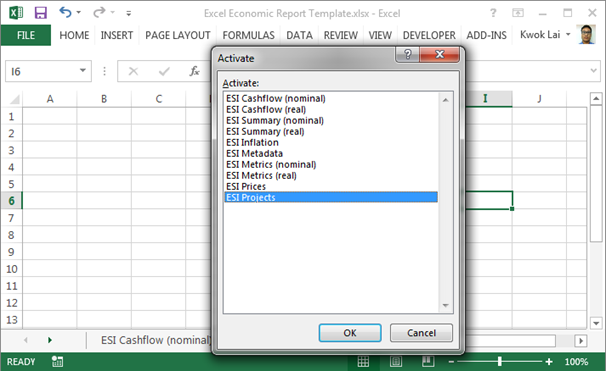 Excel Economic Report Template.xlsx - Excel
FILE HOME INSERT PAGE LAYOUT FORMULAS DATA REVIEW VIEW DEVELOPER ADD-INS Kwok Lai
I6 fx
A B C I J
1
2
3
4
5
6
7
8
9
10
11
12
13
Activate
Activate:
ESI Cashflow (nominal)
ESI Cashflow (real)
ESI Summary (nominal)
ESI Summary (real)
ESI Inflation
ESI Metadata
ESI Metrics (nominal)
ESI Metrics (real)
ESI Prices
ESI Projects
OK Cancel
ESI Cashflow (nominal)
READY 100%